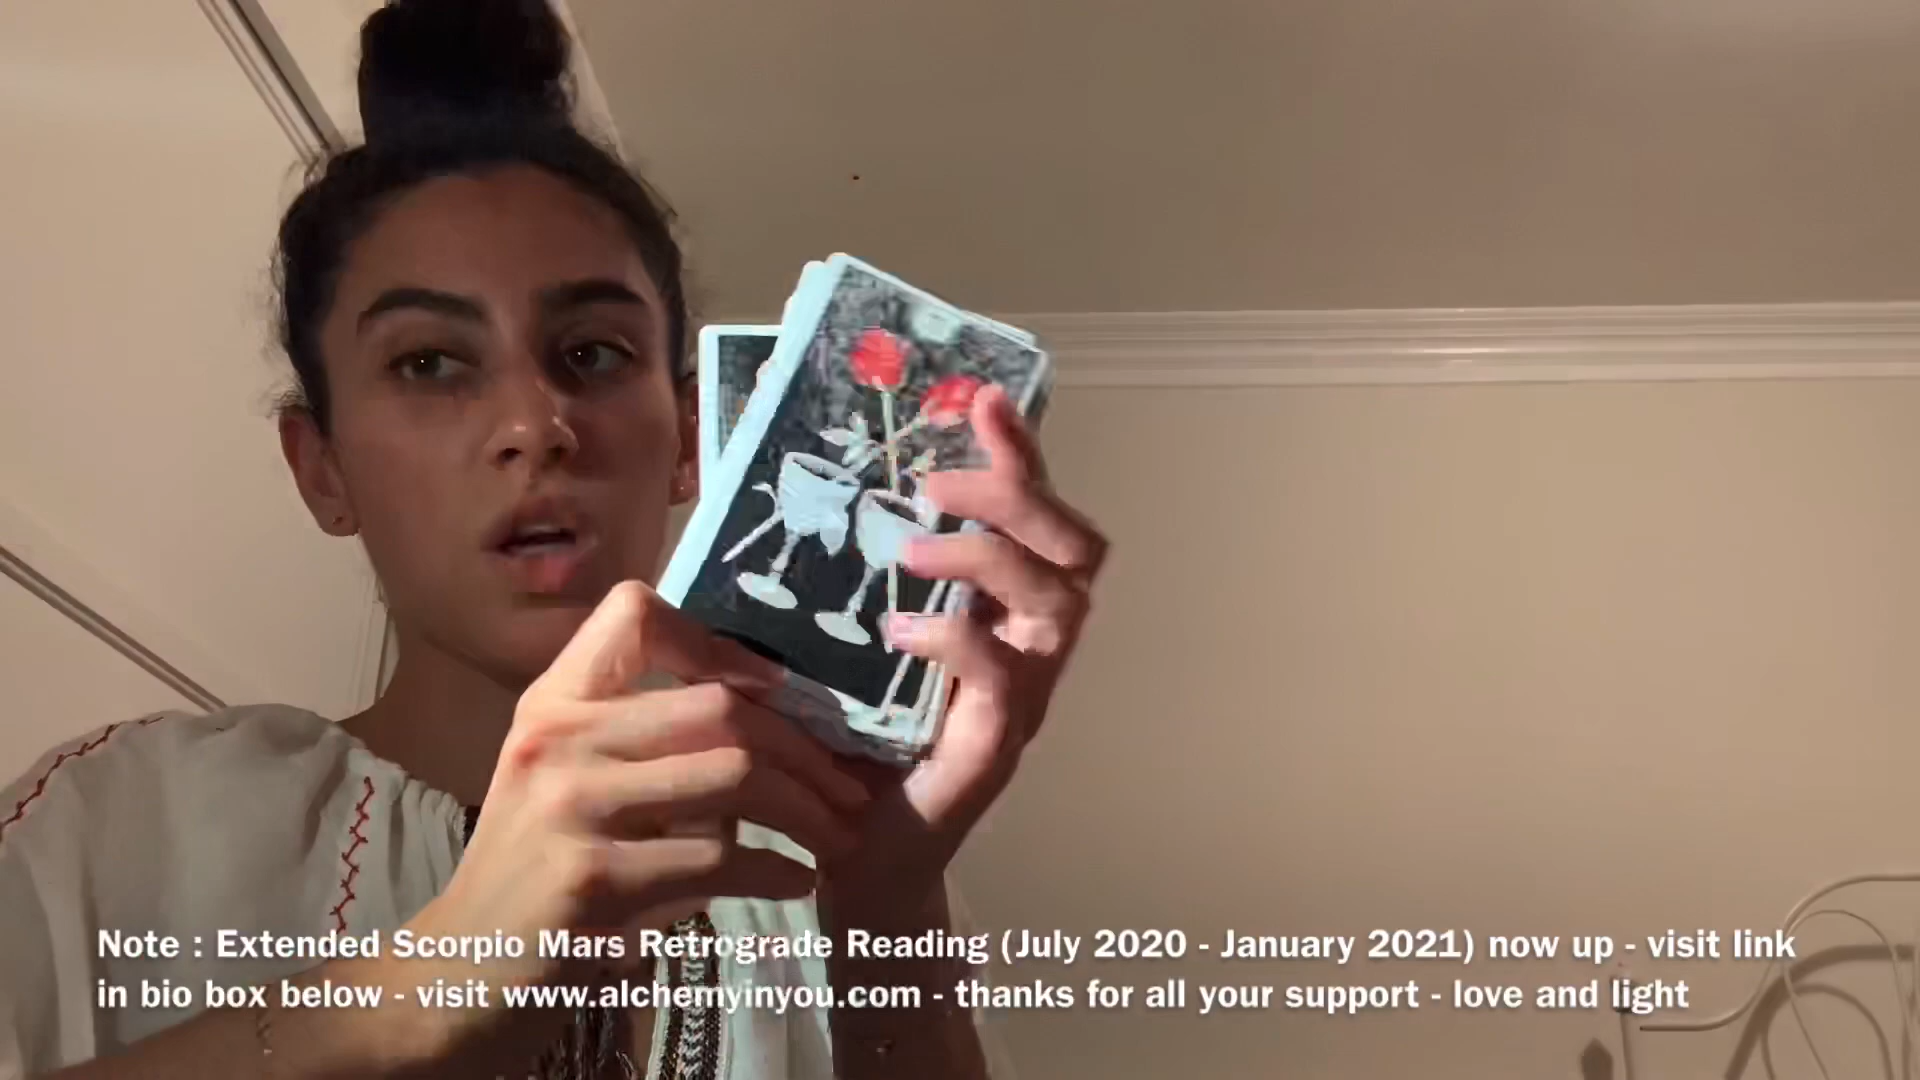 Note : Extended Scorpio Mars Retrograde Reading (July 2020 - January 2021) now up - visit link
in bio box below - visit www.alchemyinyou.com - thanks for all your support - love and light